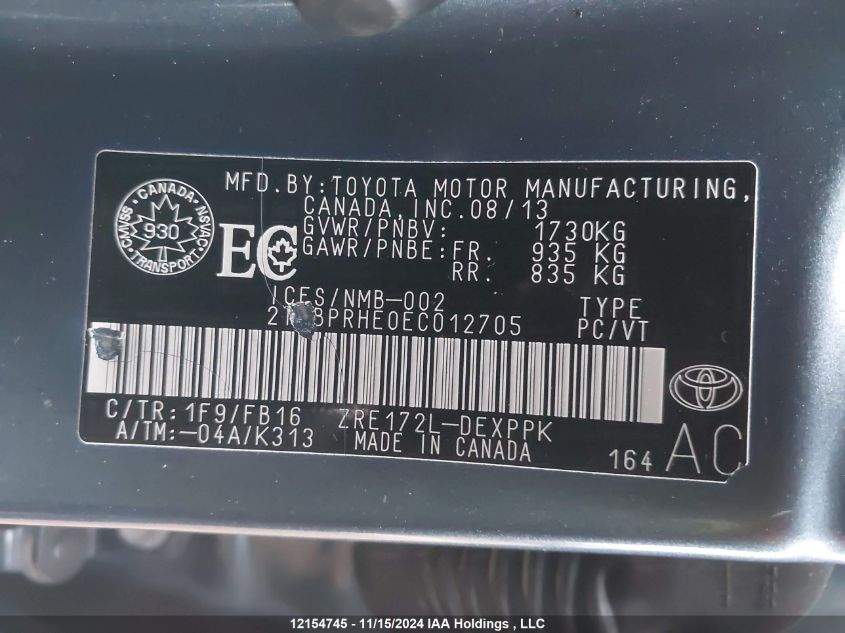 MFD.BY:TOYOTA MOTOR MANUFACTURING,
CANADA,INC.08/13
CANADA
CMVSS 930 NSVAC
TRANSPORT
EC
GVWR/PNBV: 1730KG
GAWR/PNBE:FR. 935 KG
RR. 835 KG
ICES/NMB-002
TYPE
PC/VT
C/TR:1F9/FB16 ZRE172L-DEXPPK
A/TM:-04A/K313 MADE IN CANADA
164 AC
12154745 - 11/15/2024 IAA Holdings , LLC